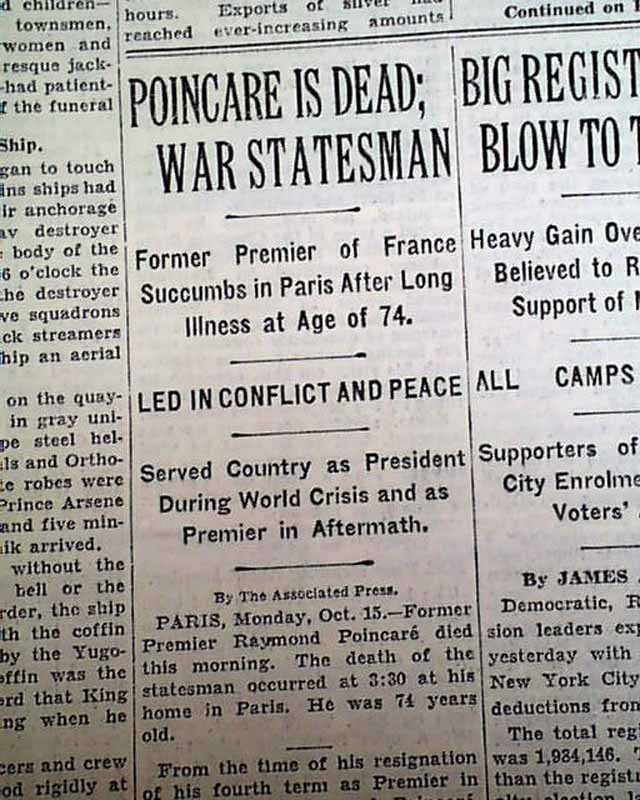 d children—
townsmen,
women and
resque jack-
had patient-
f the funeral
Ship.
gan to touch
ins ships had
ir anchorage
av destroyer
body of the
6 o'clock the
the destroyer
ve squadrons
ck streamers
hip an aerial
on the quay-
in gray uni-
pe steel hel-
ls and Ortho-
te robes were
Prince Arsene
and five min-
ik arrived.
without the
bell or the
rder, the ship
th the coffin
by the Yugo-
offin was the
ord that King
ng when he
cers and crew
od rigidly at
hours. Exports of silver had
reached ever-increasing amounts
POINCARE IS DEAD;
WAR STATESMAN
Former Premier of France
Succumbs in Paris After Long
Illness at Age of 74.
LED IN CONFLICT AND PEACE
Served Country as President
During World Crisis and as
Premier in Aftermath.
By The Associated Press.
PARIS, Monday, Oct. 15.—Former
Premier Raymond Poincaré died
this morning. The death of the
statesman occurred at 3:30 at his
home in Paris. He was 74 years
old.
From the time of his resignation
of his fourth term as Premier in
Continued on
BIG REGIST
BLOW TO T
Heavy Gain Ove
Believed to R
Support of
ALL CAMPS
Supporters of
City Enrolme
Voters'
By JAMES
Democratic, R
sion leaders exp
yesterday with
New York City
deductions from
The total reg
was 1,934,146. T
than the regist